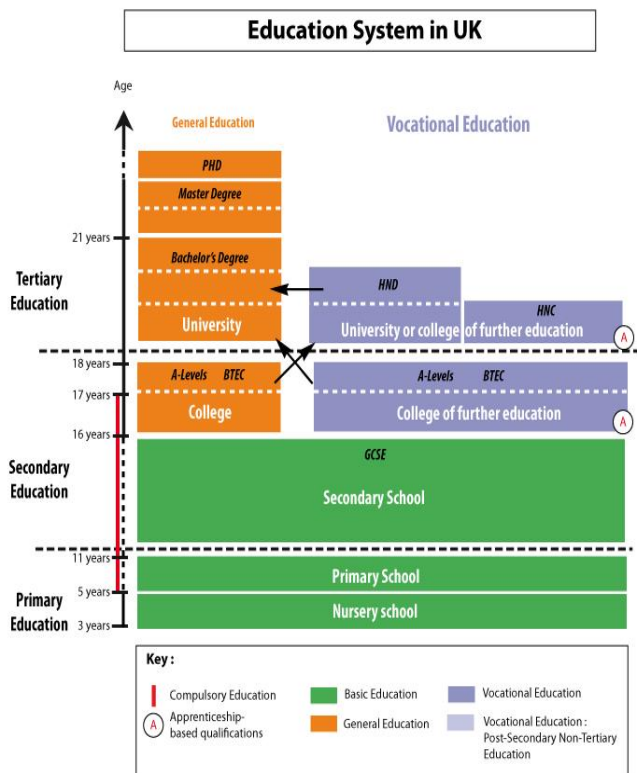 Education System in UK
Age
General Education
Vocational Education
PHD
Master Degree
21 years
Bachelor's Degree
Tertiary
Education
HND
HNC
University
University or college of further education
A
18 years
A-Levels BTEC
A-Levels BTEC
17 years
College
College of further education
A
16 years
GCSE
Secondary
Education
Secondary School
11 years
Primary School
5 years
Primary
Education
Nursery school
3 years
Key :
Compulsory Education
Basic Education
Vocational Education
A
Apprenticeship-
based qualifications
General Education
Vocational Education :
Post-Secondary Non-Tertiary
Education